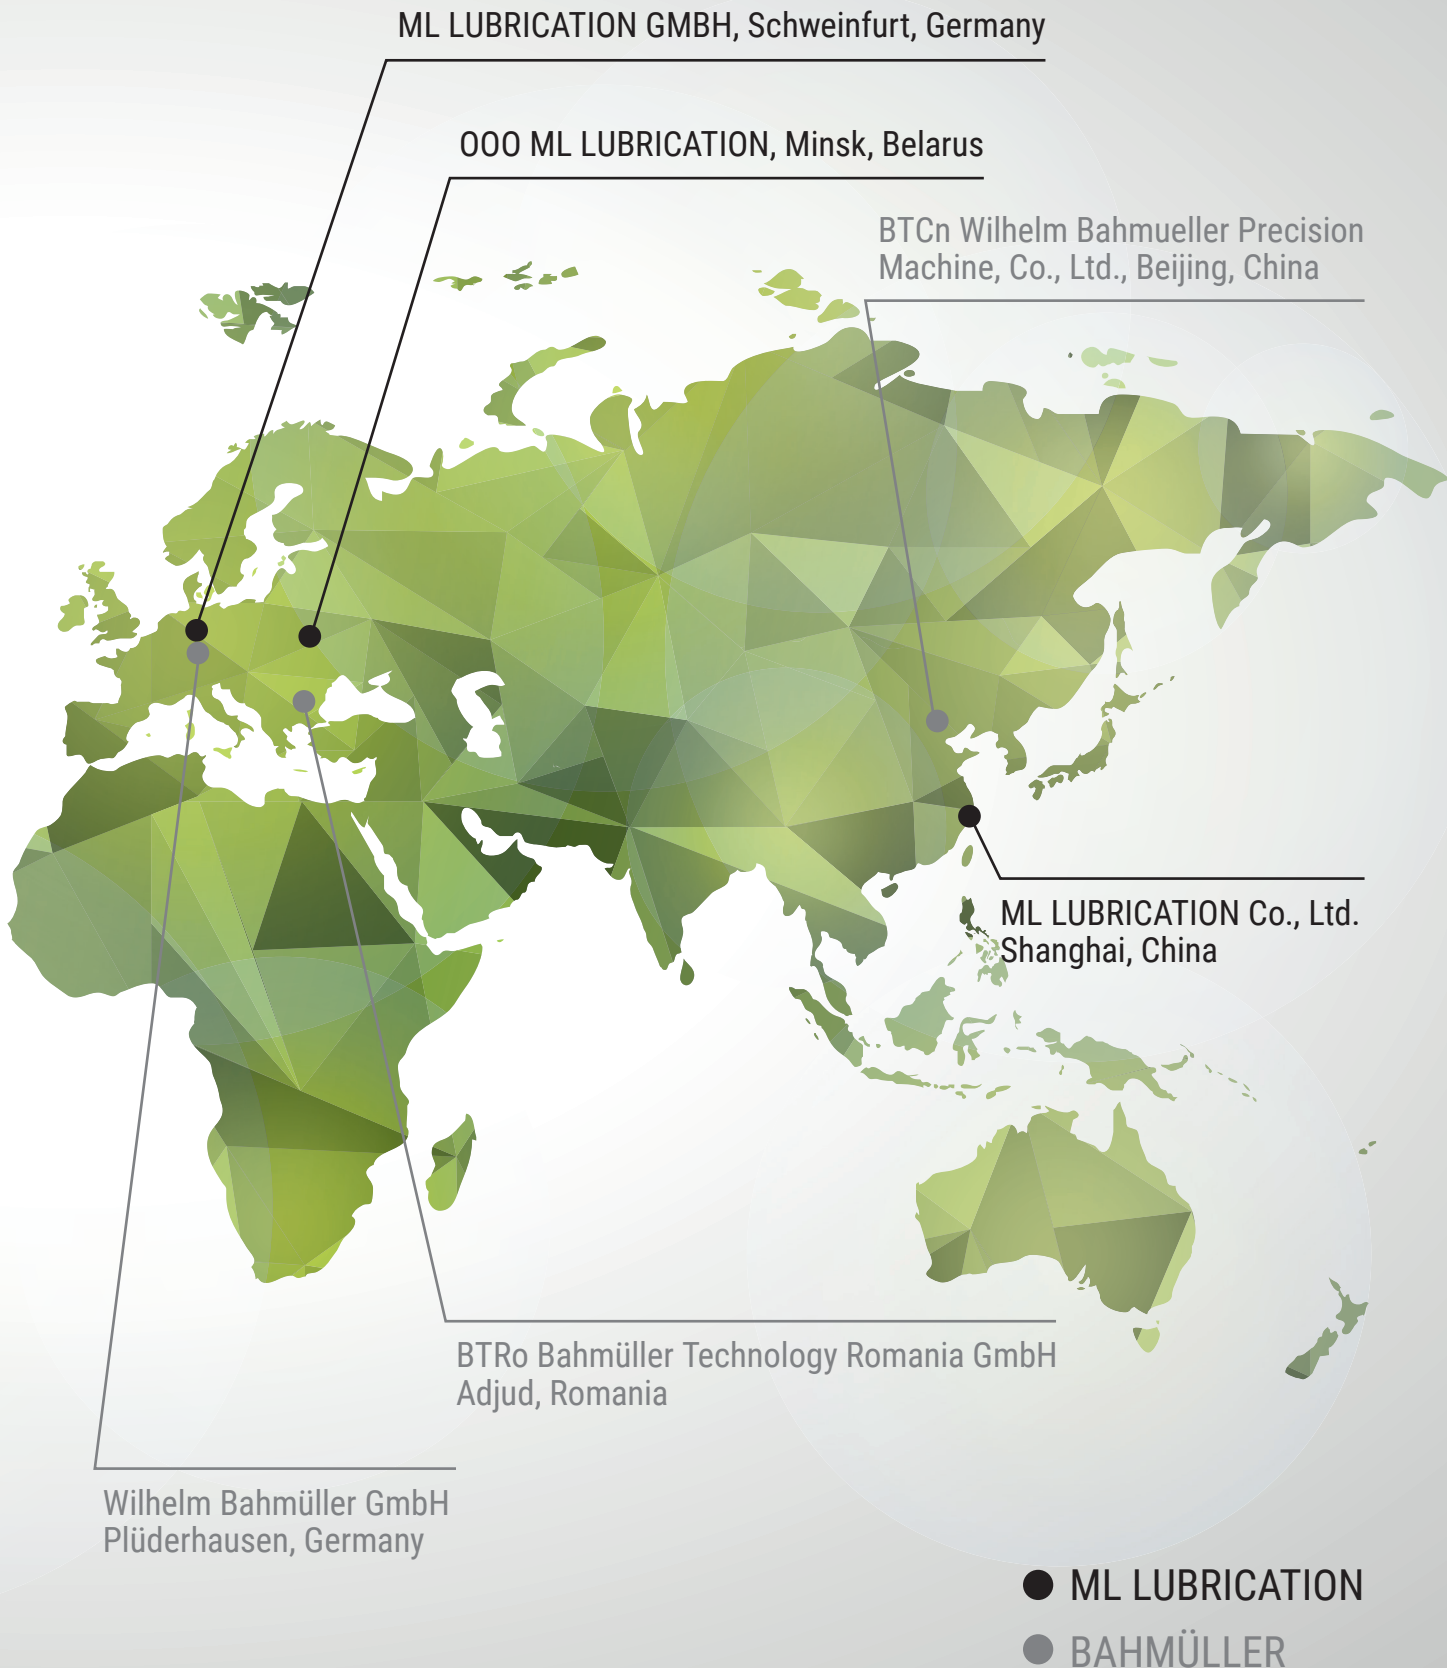 ML LUBRICATION GMBH, Schweinfurt, Germany
OOO ML LUBRICATION, Minsk, Belarus
BTCn Wilhelm Bahmueller Precision
Machine, Co., Ltd., Beijing, China
ML LUBRICATION Co., Ltd.
Shanghai, China
BTRo Bahmüller Technology Romania GmbH
Adjud, Romania
Wilhelm Bahmüller GmbH
Plüderhausen, Germany
ML LUBRICATION
BAHMÜLLER